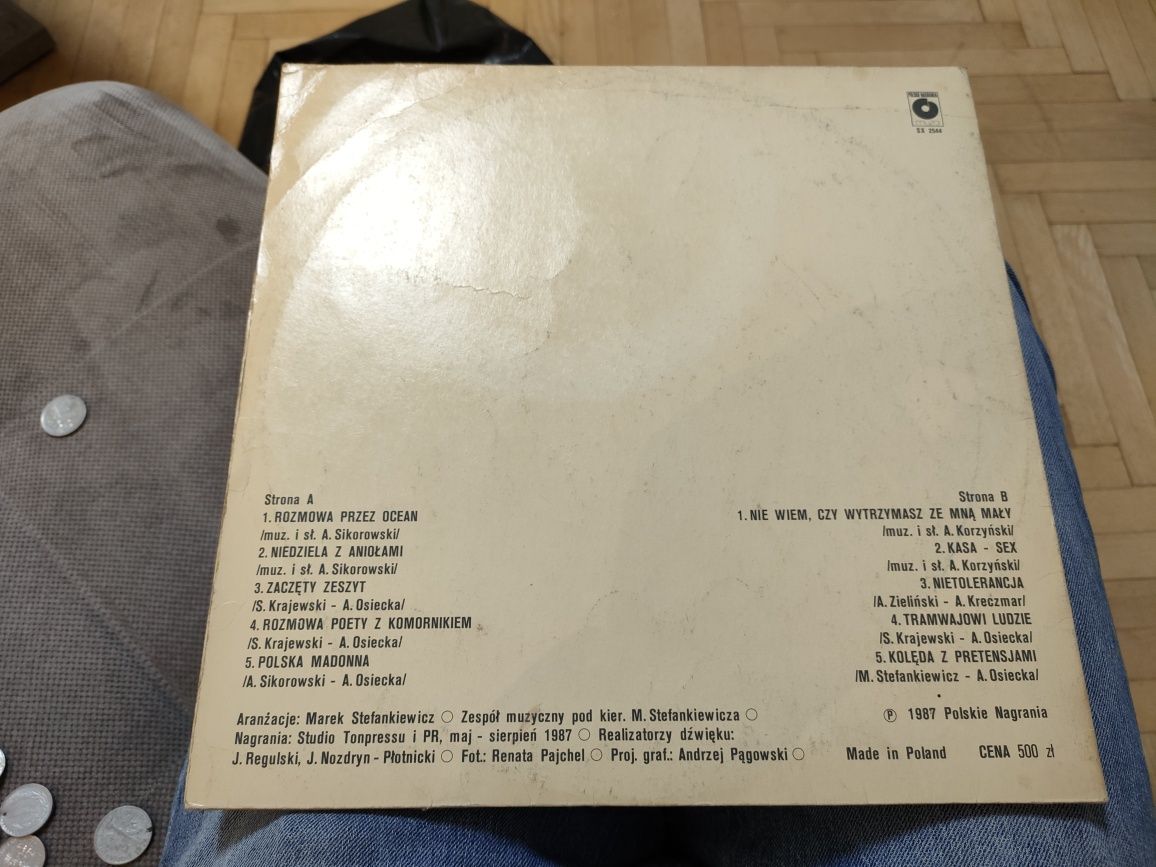 POLSKIE NAGRANIA
muza
SX 2544
Strona A
1. ROZMOWA PRZEZ OCEAN
/muz. i sł. A. Sikorowski/
2. NIEDZIELA Z ANIOŁAMI
/muz. i sł. A. Sikorowski/
3. ZACZĘTY ZESZYT
/S. Krajewski - A. Osiecka/
4. ROZMOWA POETY Z KOMORNIKIEM
/S. Krajewski - A. Osiecka/
5. POLSKA MADONNA
/A. Sikorowski - A. Osiecka/
Strona B
1. NIE WIEM, CZY WYTRZYMASZ ZE MNĄ MAŁY
/muz. i sł. A. Korzyński/
2. KASA - SEX
/muz. i sł. A. Korzyński/
3. NIETOLERANCJA
/A. Zieliński - A. Kreczmar/
4. TRAMWAJOWI LUDZIE
/S. Krajewski - A. Osiecka/
5. KOLĘDA Z PRETENSJAMI
/M. Stefankiewicz - A. Osiecka/
Aranżacje: Marek Stefankiewicz ○ Zespół muzyczny pod kier. M. Stefankiewicza ○
Nagrania: Studio Tonpressu i PR, maj - sierpień 1987 ○ Realizatorzy dźwięku:
J. Regulski, J. Nozdryn - Płotnicki ○ Fot.: Renata Pajchel ○ Proj. graf.: Andrzej Pągowski ○
Ⓟ 1987 Polskie Nagrania
Made in Poland CENA 500 zł